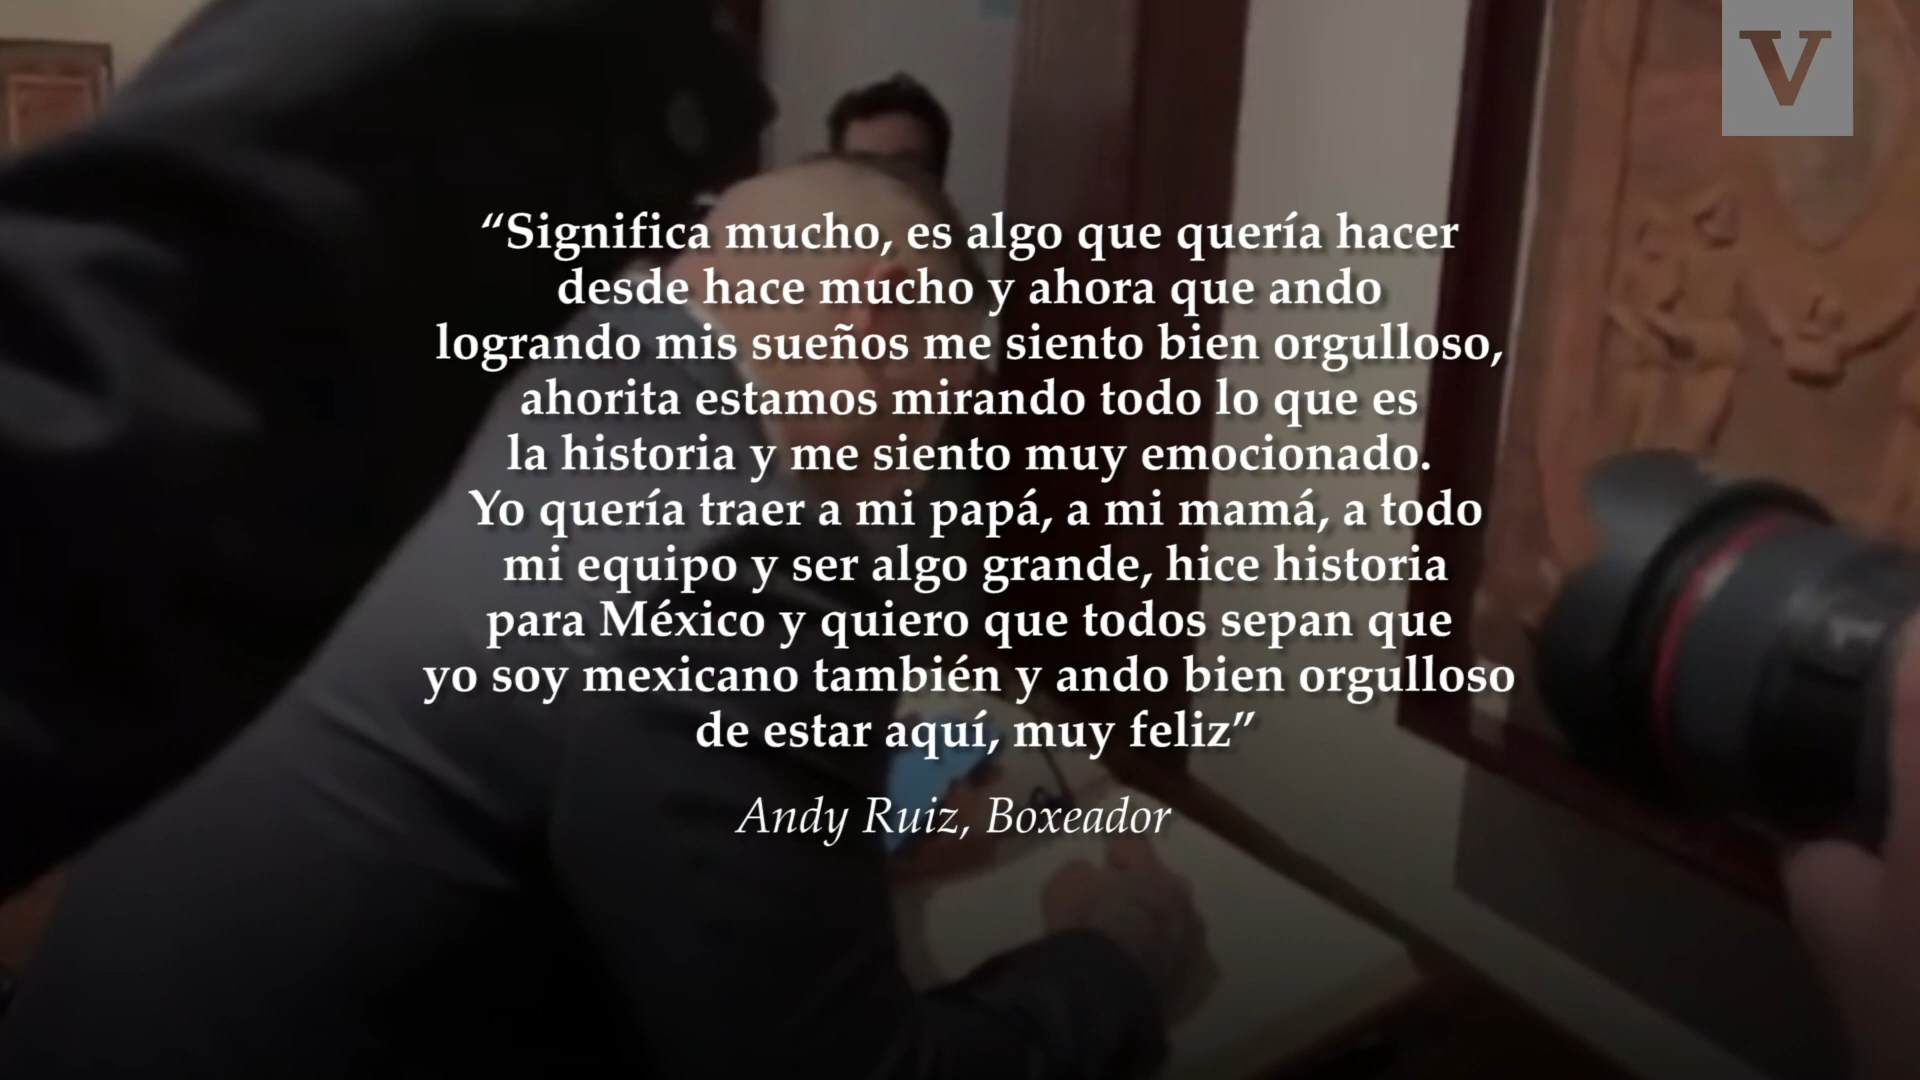 V
“Significa mucho, es algo que quería hacer
desde hace mucho y ahora que ando
logrando mis sueños me siento bien orgulloso,
ahorita estamos mirando todo lo que es
la historia y me siento muy emocionado.
Yo quería traer a mi papá, a mi mamá, a todo
mi equipo y ser algo grande, hice historia
para México y quiero que todos sepan que
yo soy mexicano también y ando bien orgulloso
de estar aquí, muy feliz”
Andy Ruiz, Boxeador